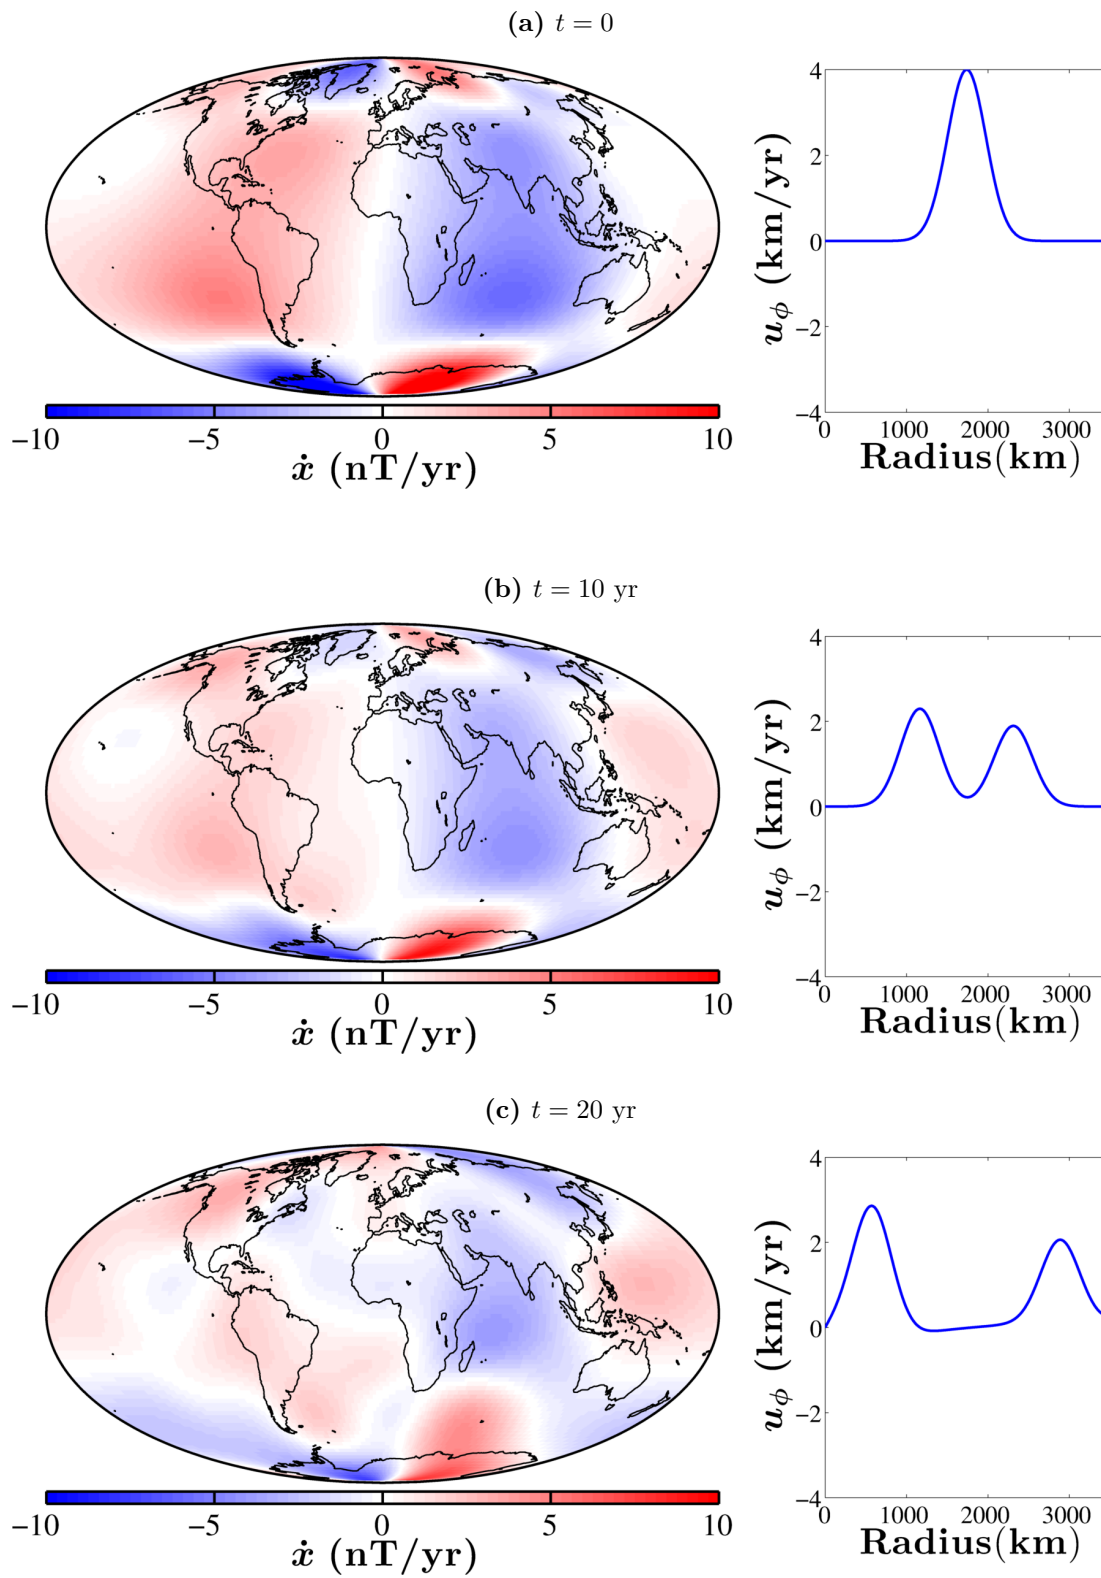 (a) t = 0
4
2
0
−2
−4
u_ϕ (km/yr)
0 1000 2000 3000
Radius(km)
−10 −5 0 5 10
ẋ (nT/yr)
(b) t = 10 yr
4
2
0
−2
−4
u_ϕ (km/yr)
0 1000 2000 3000
Radius(km)
−10 −5 0 5 10
ẋ (nT/yr)
(c) t = 20 yr
4
2
0
−2
−4
u_ϕ (km/yr)
0 1000 2000 3000
Radius(km)
−10 −5 0 5 10
ẋ (nT/yr)